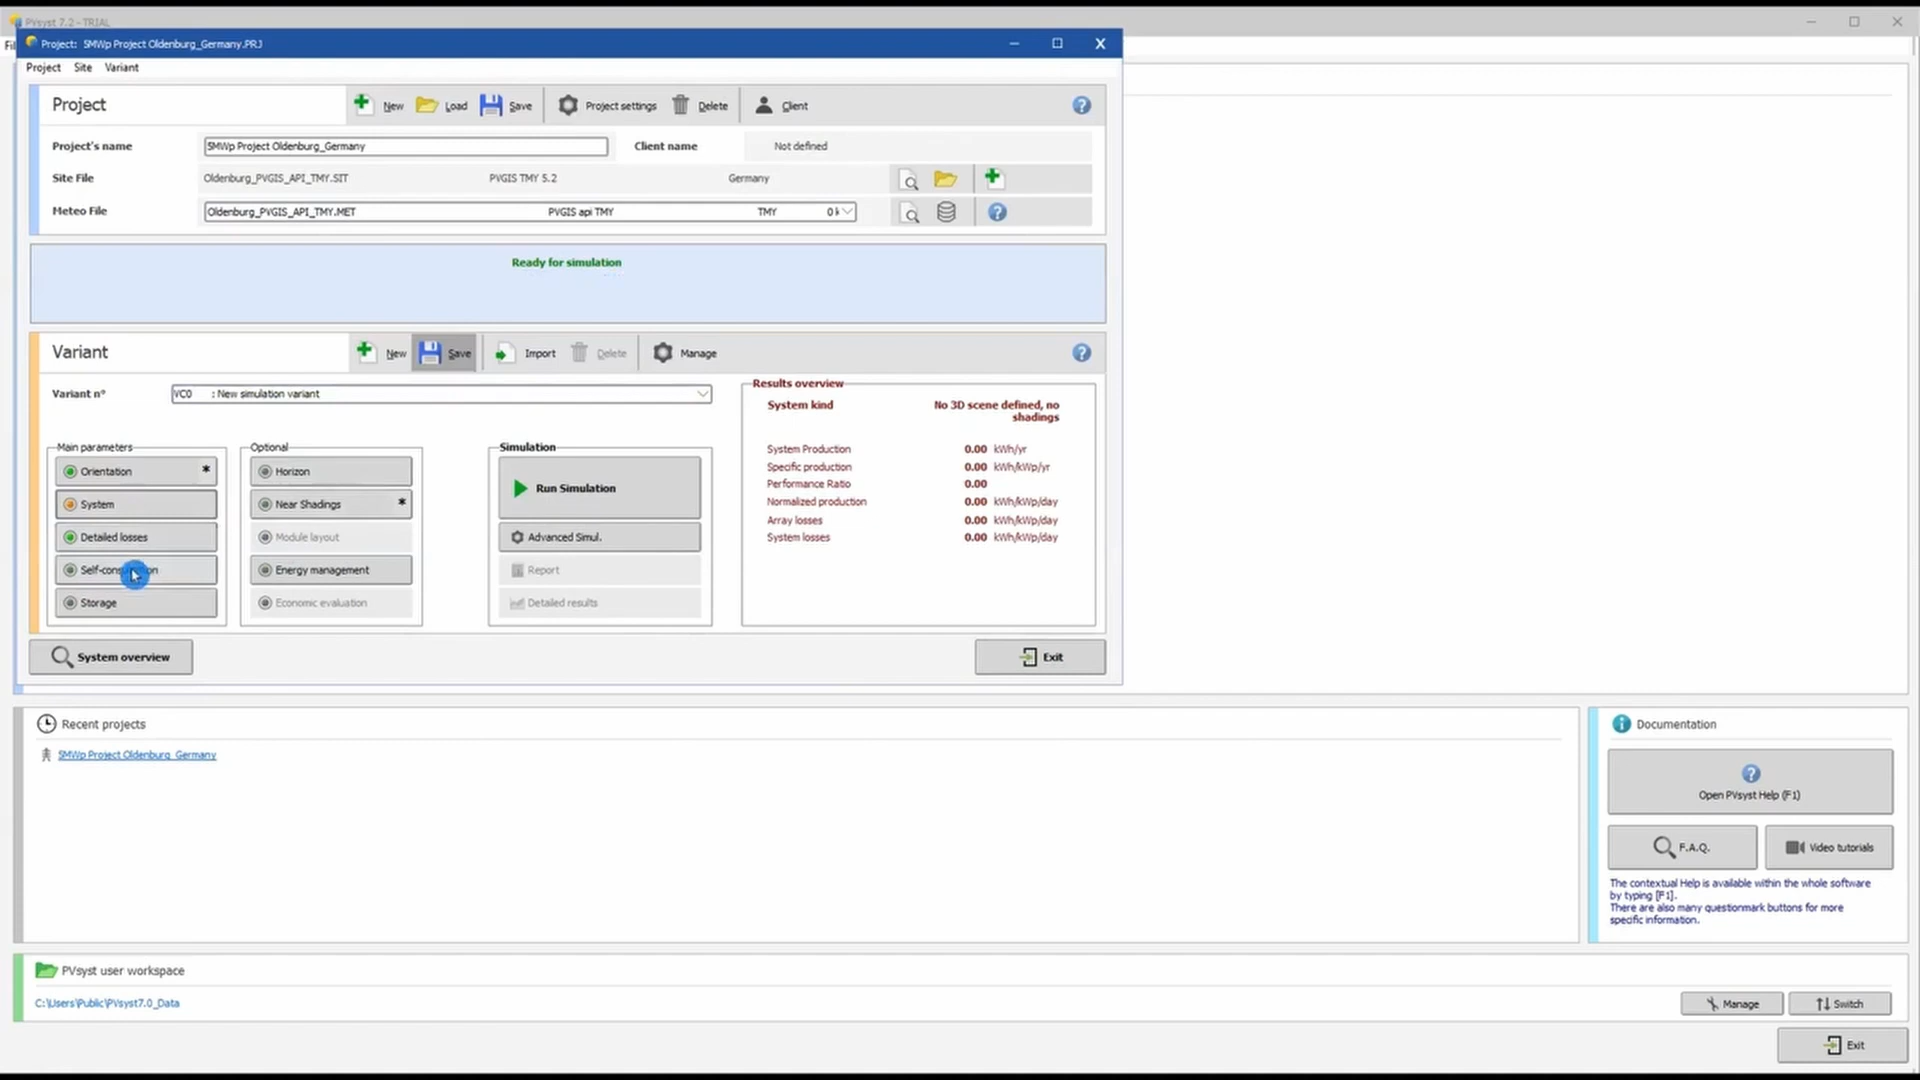 PVsyst 7.2 - TRIAL
Project: 5MWp Project Oldenburg_Germany.PRJ
Project Site Variant
Project
New Load Save Project settings Delete Client
Project's name 5MWp Project Oldenburg_Germany Client name Not defined
Site File Oldenburg_PVGIS_API_TMY.SIT PVGIS TMY 5.2 Germany
Meteo File Oldenburg_PVGIS_API_TMY.MET PVGIS api TMY TMY 0 k
Ready for simulation
Variant
New Save Import Delete Manage
Variant n° VC0 : New simulation variant
Main parameters
Orientation *
System
Detailed losses
Storage
Optional
Horizon
Near Shadings *
Module layout
Energy management
Economic evaluation
Simulation
Run Simulation
Advanced Simul.
Report
Detailed results
Results overview
System kind No 3D scene defined, no
shadings
System Production 0.00 kWh/yr
Specific production 0.00 kWh/kWp/yr
Performance Ratio 0.00
Normalized production 0.00 kWh/kWp/day
Array losses 0.00 kWh/kWp/day
System losses 0.00 kWh/kWp/day
System overview
Exit
Recent projects
5MWp Project Oldenburg_Germany
Documentation
Open PVsyst Help (F1)
F.A.Q.
Video tutorials
The contextual Help is available within the whole software
by typing [F1].
There are also many questionmark buttons for more
specific information.
PVsyst user workspace
C:\Users\Public\PVsyst7.0_Data
Manage
Switch
Exit